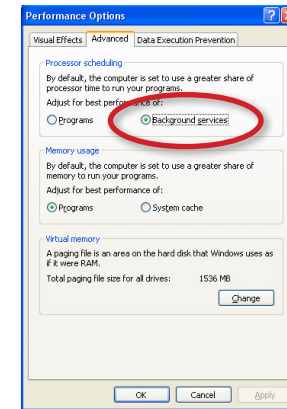 Performance Options
Visual Effects Advanced Data Execution Prevention
Processor scheduling
By default, the computer is set to use a greater share of
processor time to run your programs.
Adjust for best performance of:
Programs Background services
Memory usage
By default, the computer is set to use a greater share of
memory to run your programs.
Adjust for best performance of:
Programs System cache
Virtual memory
A paging file is an area on the hard disk that Windows uses as
if it were RAM.
Total paging file size for all drives: 1536 MB
Change
OK Cancel Apply